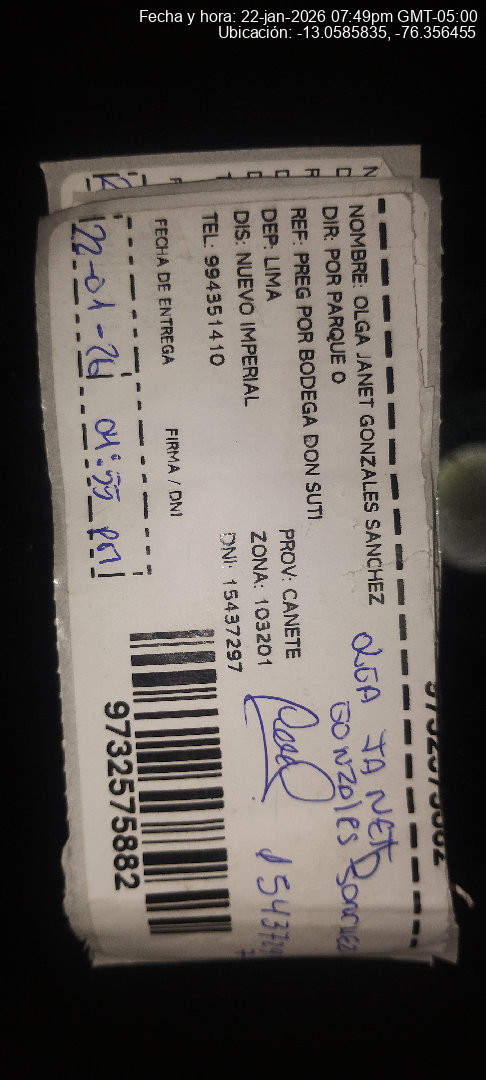 Fecha y hora: 22-jan-2026 07:49pm GMT-05:00
Ubicación: -13.0585835, -76.356455
NOMBRE: OLGA JANET GONZALES SANCHEZ
DIR: POR PARQUE O
REF: PREG POR BODEGA DON SUTI
DEP: LIMA PROV: CANETE
DIS: NUEVO IMPERIAL ZONA: 103201
TEL: 994351410 DNI: 15437297
FECHA DE ENTREGA FIRMA / DNI
22-01-26 04:55 pm
OLGA JANET
GONZALES
9732575882